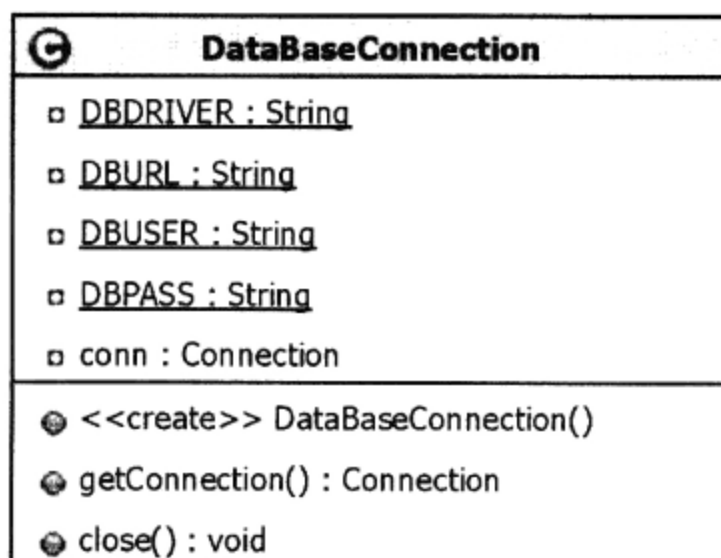 DataBaseConnection
DBDRIVER : String
DBURL : String
DBUSER : String
DBPASS : String
conn : Connection
<<create>> DataBaseConnection()
getConnection() : Connection
close() : void